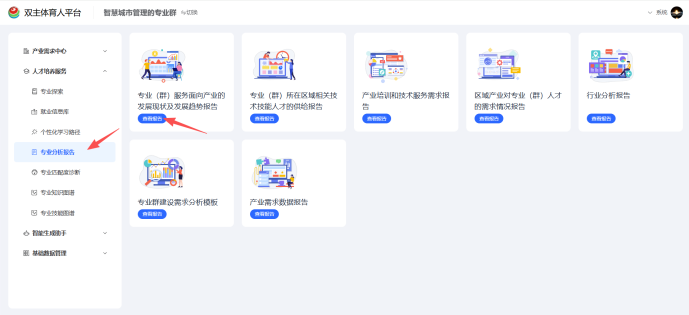 双主体育人平台
智慧城市管理的专业群
切换
系统
产业需求中心
人才培养服务
专业探索
就业信息库
个性化学习路径
专业分析报告
专业匹配度诊断
专业知识图谱
专业技能图谱
智能生成助手
基础数据管理
专业（群）服务面向产业的
发展现状及发展趋势报告
查看报告
专业（群）所在区域相关技
术技能人才的供给报告
查看报告
产业培训和技术服务需求报
告
查看报告
区域产业对专业（群）人才
的需求情况报告
查看报告
行业分析报告
查看报告
专业群建设需求分析模板
查看报告
产业需求数据报告
查看报告